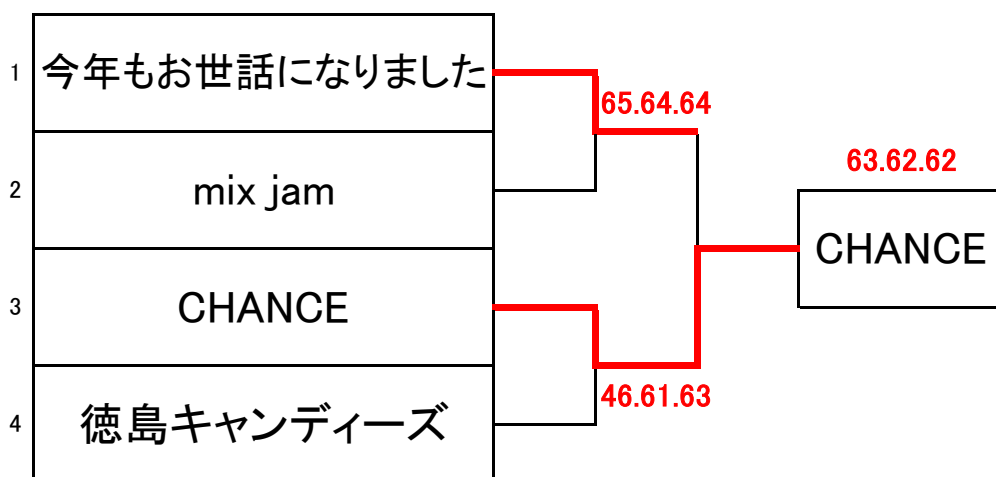 1 今年もお世話になりました
65.64.64
2 mix jam
63.62.62
CHANCE
3 CHANCE
46.61.63
4 徳島キャンディーズ